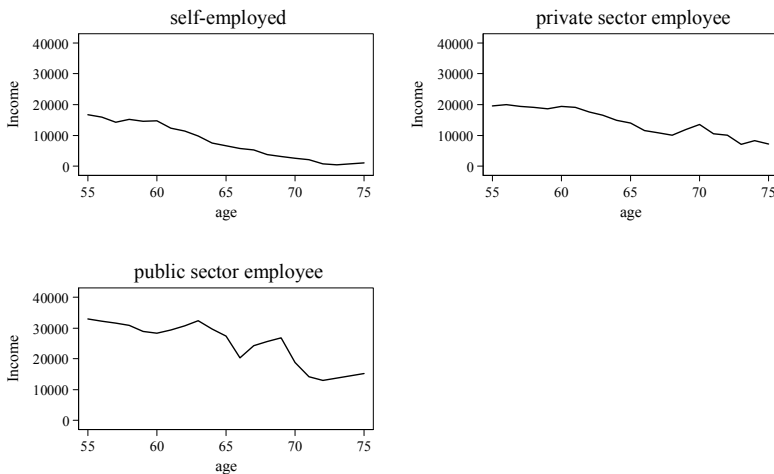 self-employed
40000
30000
20000
10000
0
Income
55 60 65 70 75
age
private sector employee
40000
30000
20000
10000
0
Income
55 60 65 70 75
age
public sector employee
40000
30000
20000
10000
0
Income
55 60 65 70 75
age